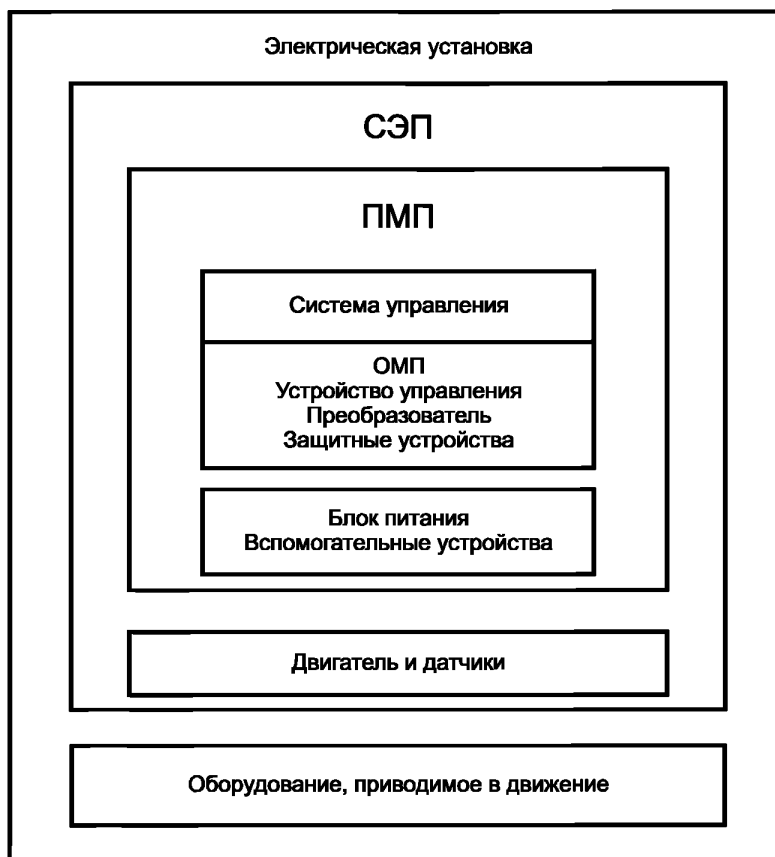 Электрическая установка
СЭП
ПМП
Система управления
ОМП
Устройство управления
Преобразователь
Защитные устройства
Блок питания
Вспомогательные устройства
Двигатель и датчики
Оборудование, приводимое в движение